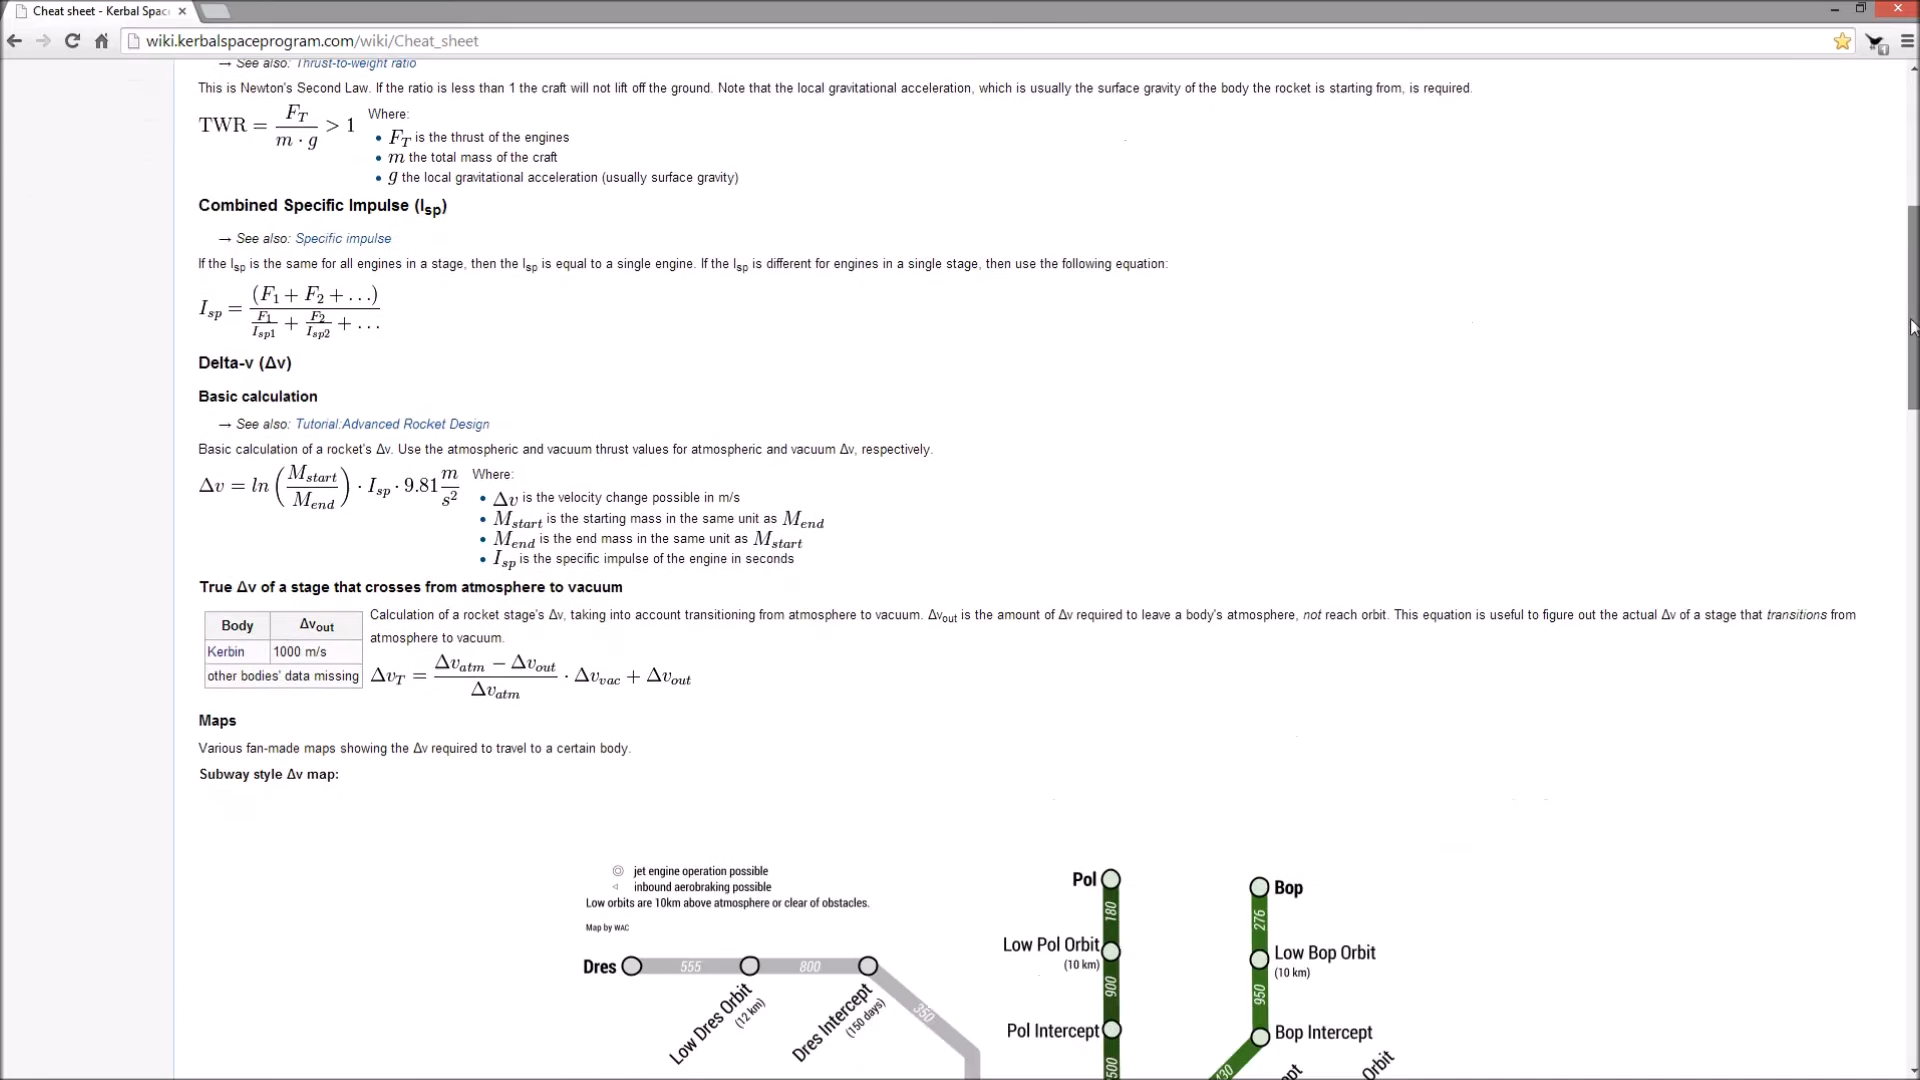 Cheat sheet - Kerbal Spac
wiki.kerbalspaceprogram.com/wiki/Cheat_sheet
→ See also: Thrust-to-weight ratio
This is Newton's Second Law. If the ratio is less than 1 the craft will not lift off the ground. Note that the local gravitational acceleration, which is usually the surface gravity of the body the rocket is starting from, is required.
TWR = F_T / (m · g) > 1
Where:
• F_T is the thrust of the engines
• m the total mass of the craft
• g the local gravitational acceleration (usually surface gravity)
Combined Specific Impulse (Isp)
→ See also: Specific impulse
If the Isp is the same for all engines in a stage, then the Isp is equal to a single engine. If the Isp is different for engines in a single stage, then use the following equation:
I_sp = (F_1 + F_2 + ...) / (F_1/I_sp1 + F_2/I_sp2 + ...)
Delta-v (Δv)
Basic calculation
→ See also: Tutorial:Advanced Rocket Design
Basic calculation of a rocket's Δv. Use the atmospheric and vacuum thrust values for atmospheric and vacuum Δv, respectively.
Δv = ln (M_start / M_end) · I_sp · 9.81 m/s²
Where:
• Δv is the velocity change possible in m/s
• M_start is the starting mass in the same unit as M_end
• M_end is the end mass in the same unit as M_start
• I_sp is the specific impulse of the engine in seconds
True Δv of a stage that crosses from atmosphere to vacuum
Body Δvout
Kerbin 1000 m/s
other bodies' data missing
Calculation of a rocket stage's Δv, taking into account transitioning from atmosphere to vacuum. Δvout is the amount of Δv required to leave a body's atmosphere, not reach orbit. This equation is useful to figure out the actual Δv of a stage that transitions from
atmosphere to vacuum.
Δv_T = (Δv_atm − Δv_out) / Δv_atm · Δv_vac + Δv_out
Maps
Various fan-made maps showing the Δv required to travel to a certain body.
Subway style Δv map:
jet engine operation possible
inbound aerobraking possible
Low orbits are 10km above atmosphere or clear of obstacles.
Map by WAC
Dres
555
800
Low Dres Orbit
(12 km)
Dres Intercept
(150 days)
350
Pol
180
Low Pol Orbit
(10 km)
900
Pol Intercept
Bop
276
Low Bop Orbit
(10 km)
950
Bop Intercept
Orbit